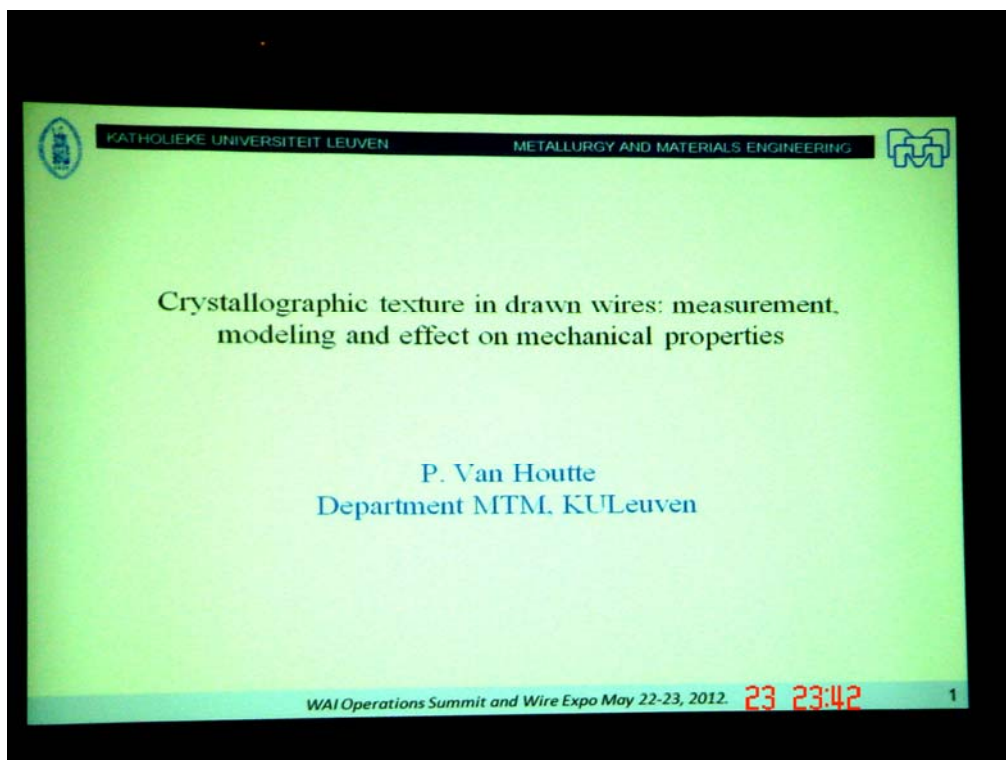 KATHOLIEKE UNIVERSITEIT LEUVEN METALLURGY AND MATERIALS ENGINEERING
Crystallographic texture in drawn wires: measurement,
modeling and effect on mechanical properties
P. Van Houtte
Department MTM, KULeuven
WAI Operations Summit and Wire Expo May 22-23, 2012. 23 23:42 1